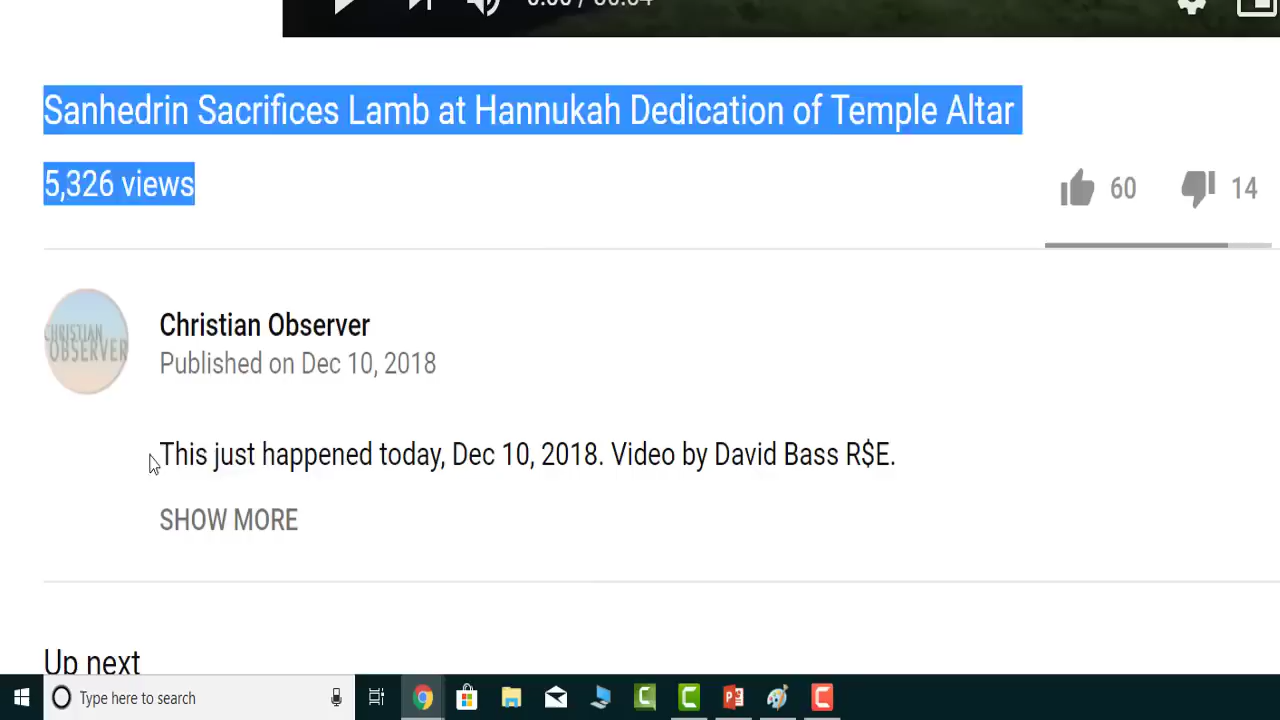 Sanhedrin Sacrifices Lamb at Hannukah Dedication of Temple Altar
5,326 views
60
14
CHRISTIAN
OBSERVER
Christian Observer
Published on Dec 10, 2018
This just happened today, Dec 10, 2018. Video by David Bass R$E.
SHOW MORE
Up next
Type here to search